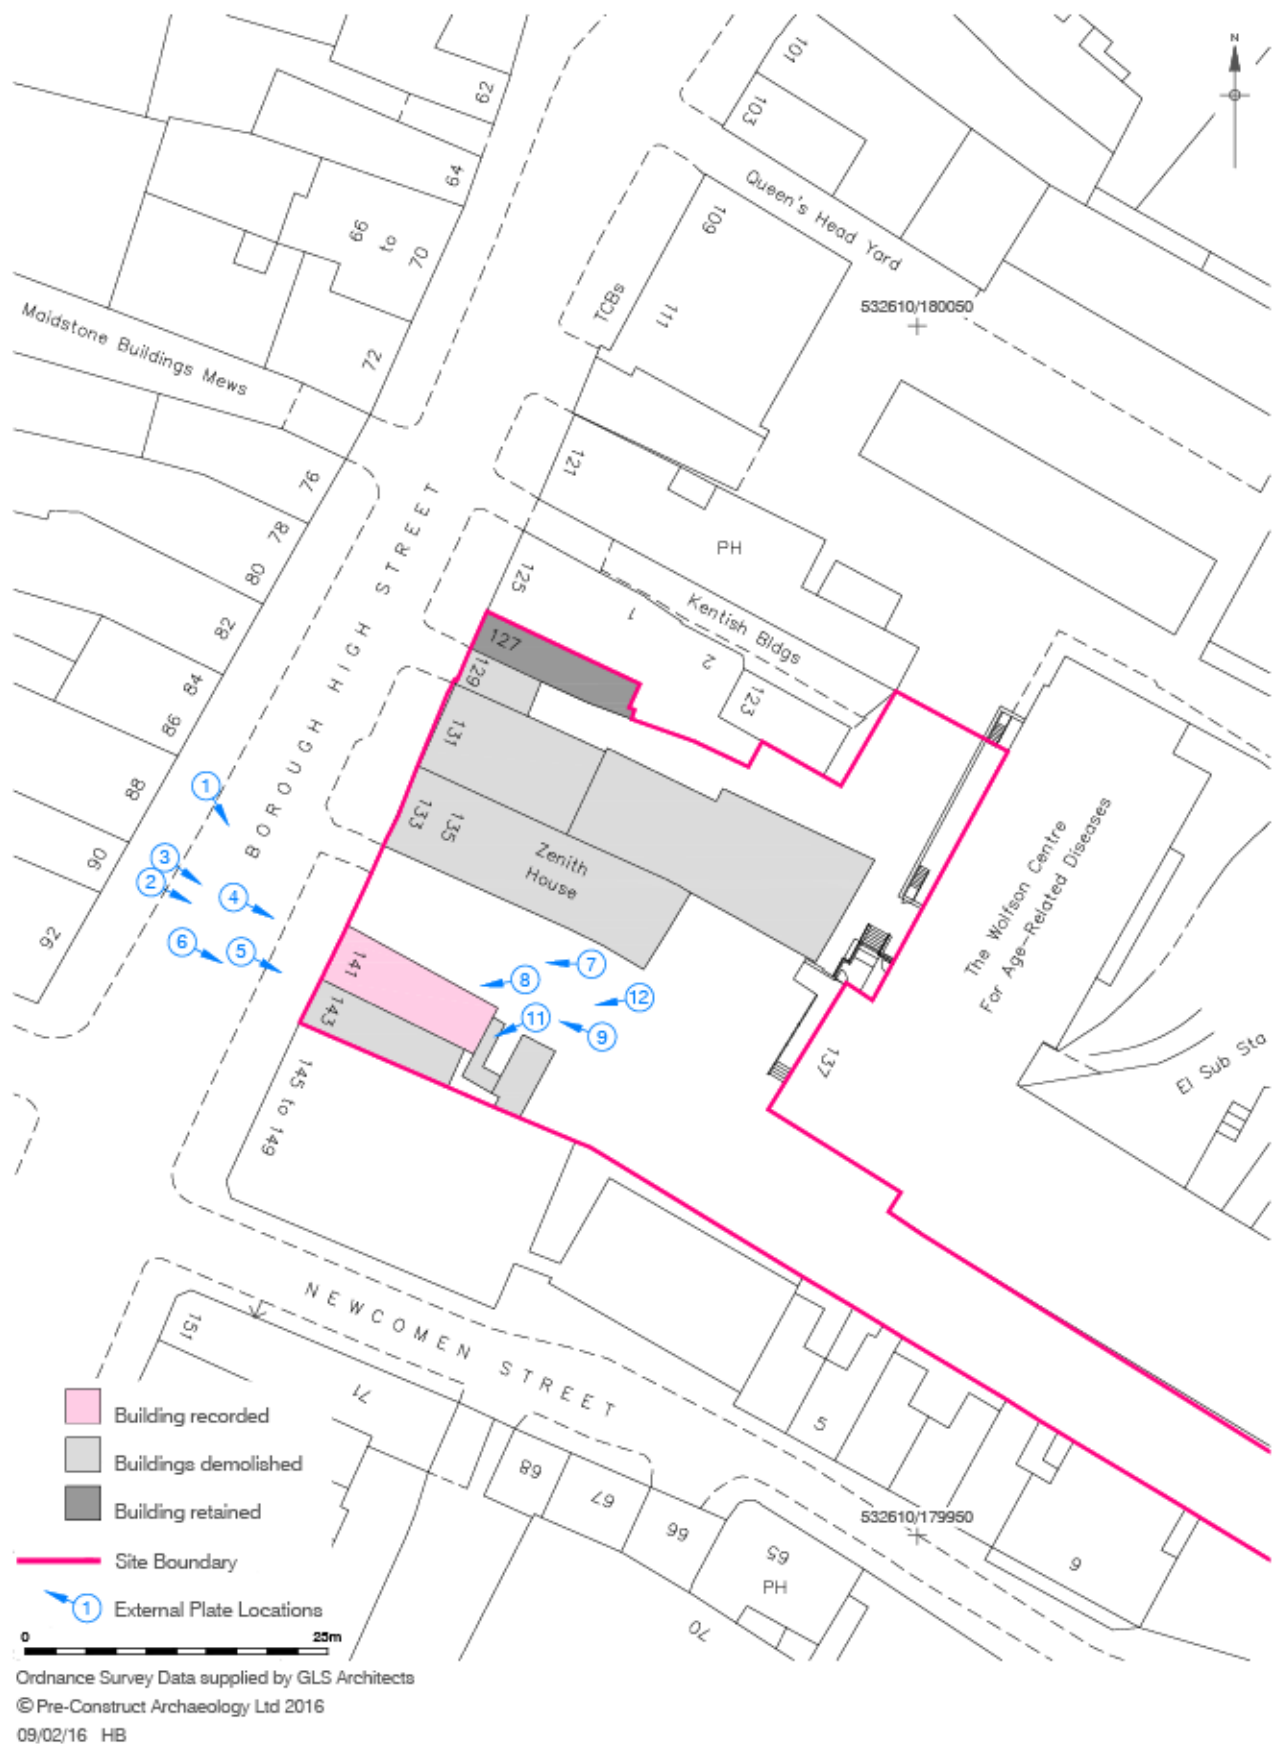 N
101
103
62
64
66
to
70
72
Queen's Head Yard
109
111
TCBs
532610/180050
Maidstone Buildings Mews
76
78
80
82
84
86
88
90
92
BOROUGH HIGH STREET
121
PH
125
1
2
Kentish Bldgs
123
127
129
131
133
135
Zenith
House
The Wolfson Centre
For Age-Related Diseases
El Sub Sta
137
1
3
2
4
6
5
7
8
12
11
9
141
143
145 to 149
NEWCOMEN STREET
151
71
68
67
66
65
PH
70
5
6
532610/179950
Building recorded
Buildings demolished
Building retained
Site Boundary
1
External Plate Locations
0 25m
Ordnance Survey Data supplied by GLS Architects
© Pre-Construct Archaeology Ltd 2016
09/02/16 HB